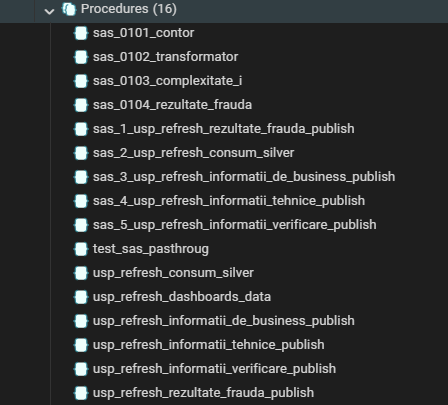 Procedures (16)
sas_0101_contor
sas_0102_transformator
sas_0103_complexitate_i
sas_0104_rezultate_frauda
sas_1_usp_refresh_rezultate_frauda_publish
sas_2_usp_refresh_consum_silver
sas_3_usp_refresh_informatii_de_business_publish
sas_4_usp_refresh_informatii_tehnice_publish
sas_5_usp_refresh_informatii_verificare_publish
test_sas_pasthroug
usp_refresh_consum_silver
usp_refresh_dashboards_data
usp_refresh_informatii_de_business_publish
usp_refresh_informatii_tehnice_publish
usp_refresh_informatii_verificare_publish
usp_refresh_rezultate_frauda_publish